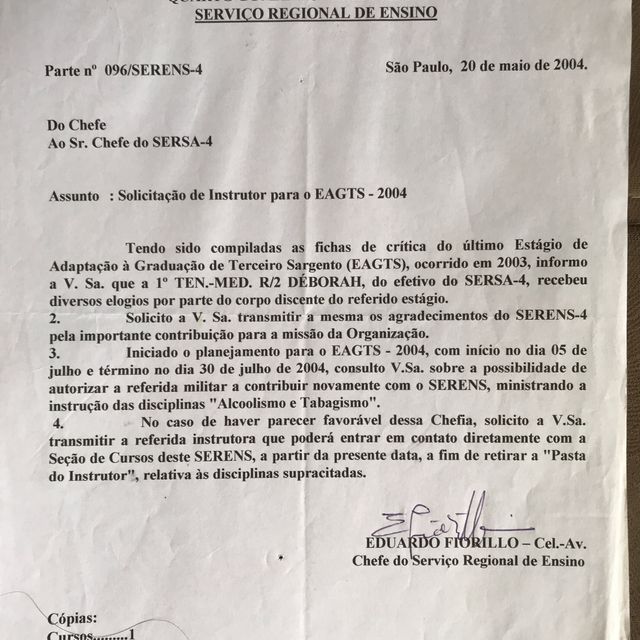 SERVIÇO REGIONAL DE ENSINO
Parte nº 096/SERENS-4
São Paulo, 20 de maio de 2004.
Do Chefe
Ao Sr. Chefe do SERSA-4
Assunto : Solicitação de Instrutor para o EAGTS - 2004
Tendo sido compiladas as fichas de crítica do último Estágio de
Adaptação à Graduação de Terceiro Sargento (EAGTS), ocorrido em 2003, informo
a V. Sa. que a 1º TEN.-MED. R/2 DÉBORAH, do efetivo do SERSA-4, recebeu
diversos elogios por parte do corpo discente do referido estágio.
2. Solicito a V. Sa. transmitir a mesma os agradecimentos do SERENS-4
pela importante contribuição para a missão da Organização.
3. Iniciado o planejamento para o EAGTS - 2004, com início no dia 05 de
julho e término no dia 30 de julho de 2004, consulto V.Sa. sobre a possibilidade de
autorizar a referida militar a contribuir novamente com o SERENS, ministrando a
instrução das disciplinas "Alcoolismo e Tabagismo".
4. No caso de haver parecer favorável dessa Chefia, solicito a V.Sa.
transmitir a referida instrutora que poderá entrar em contato diretamente com a
Seção de Cursos deste SERENS, a partir da presente data, a fim de retirar a "Pasta
do Instrutor", relativa às disciplinas supracitadas.
EDUARDO FIORILLO – Cel.-Av.
Chefe do Serviço Regional de Ensino
Cópias:
Cursos.........1